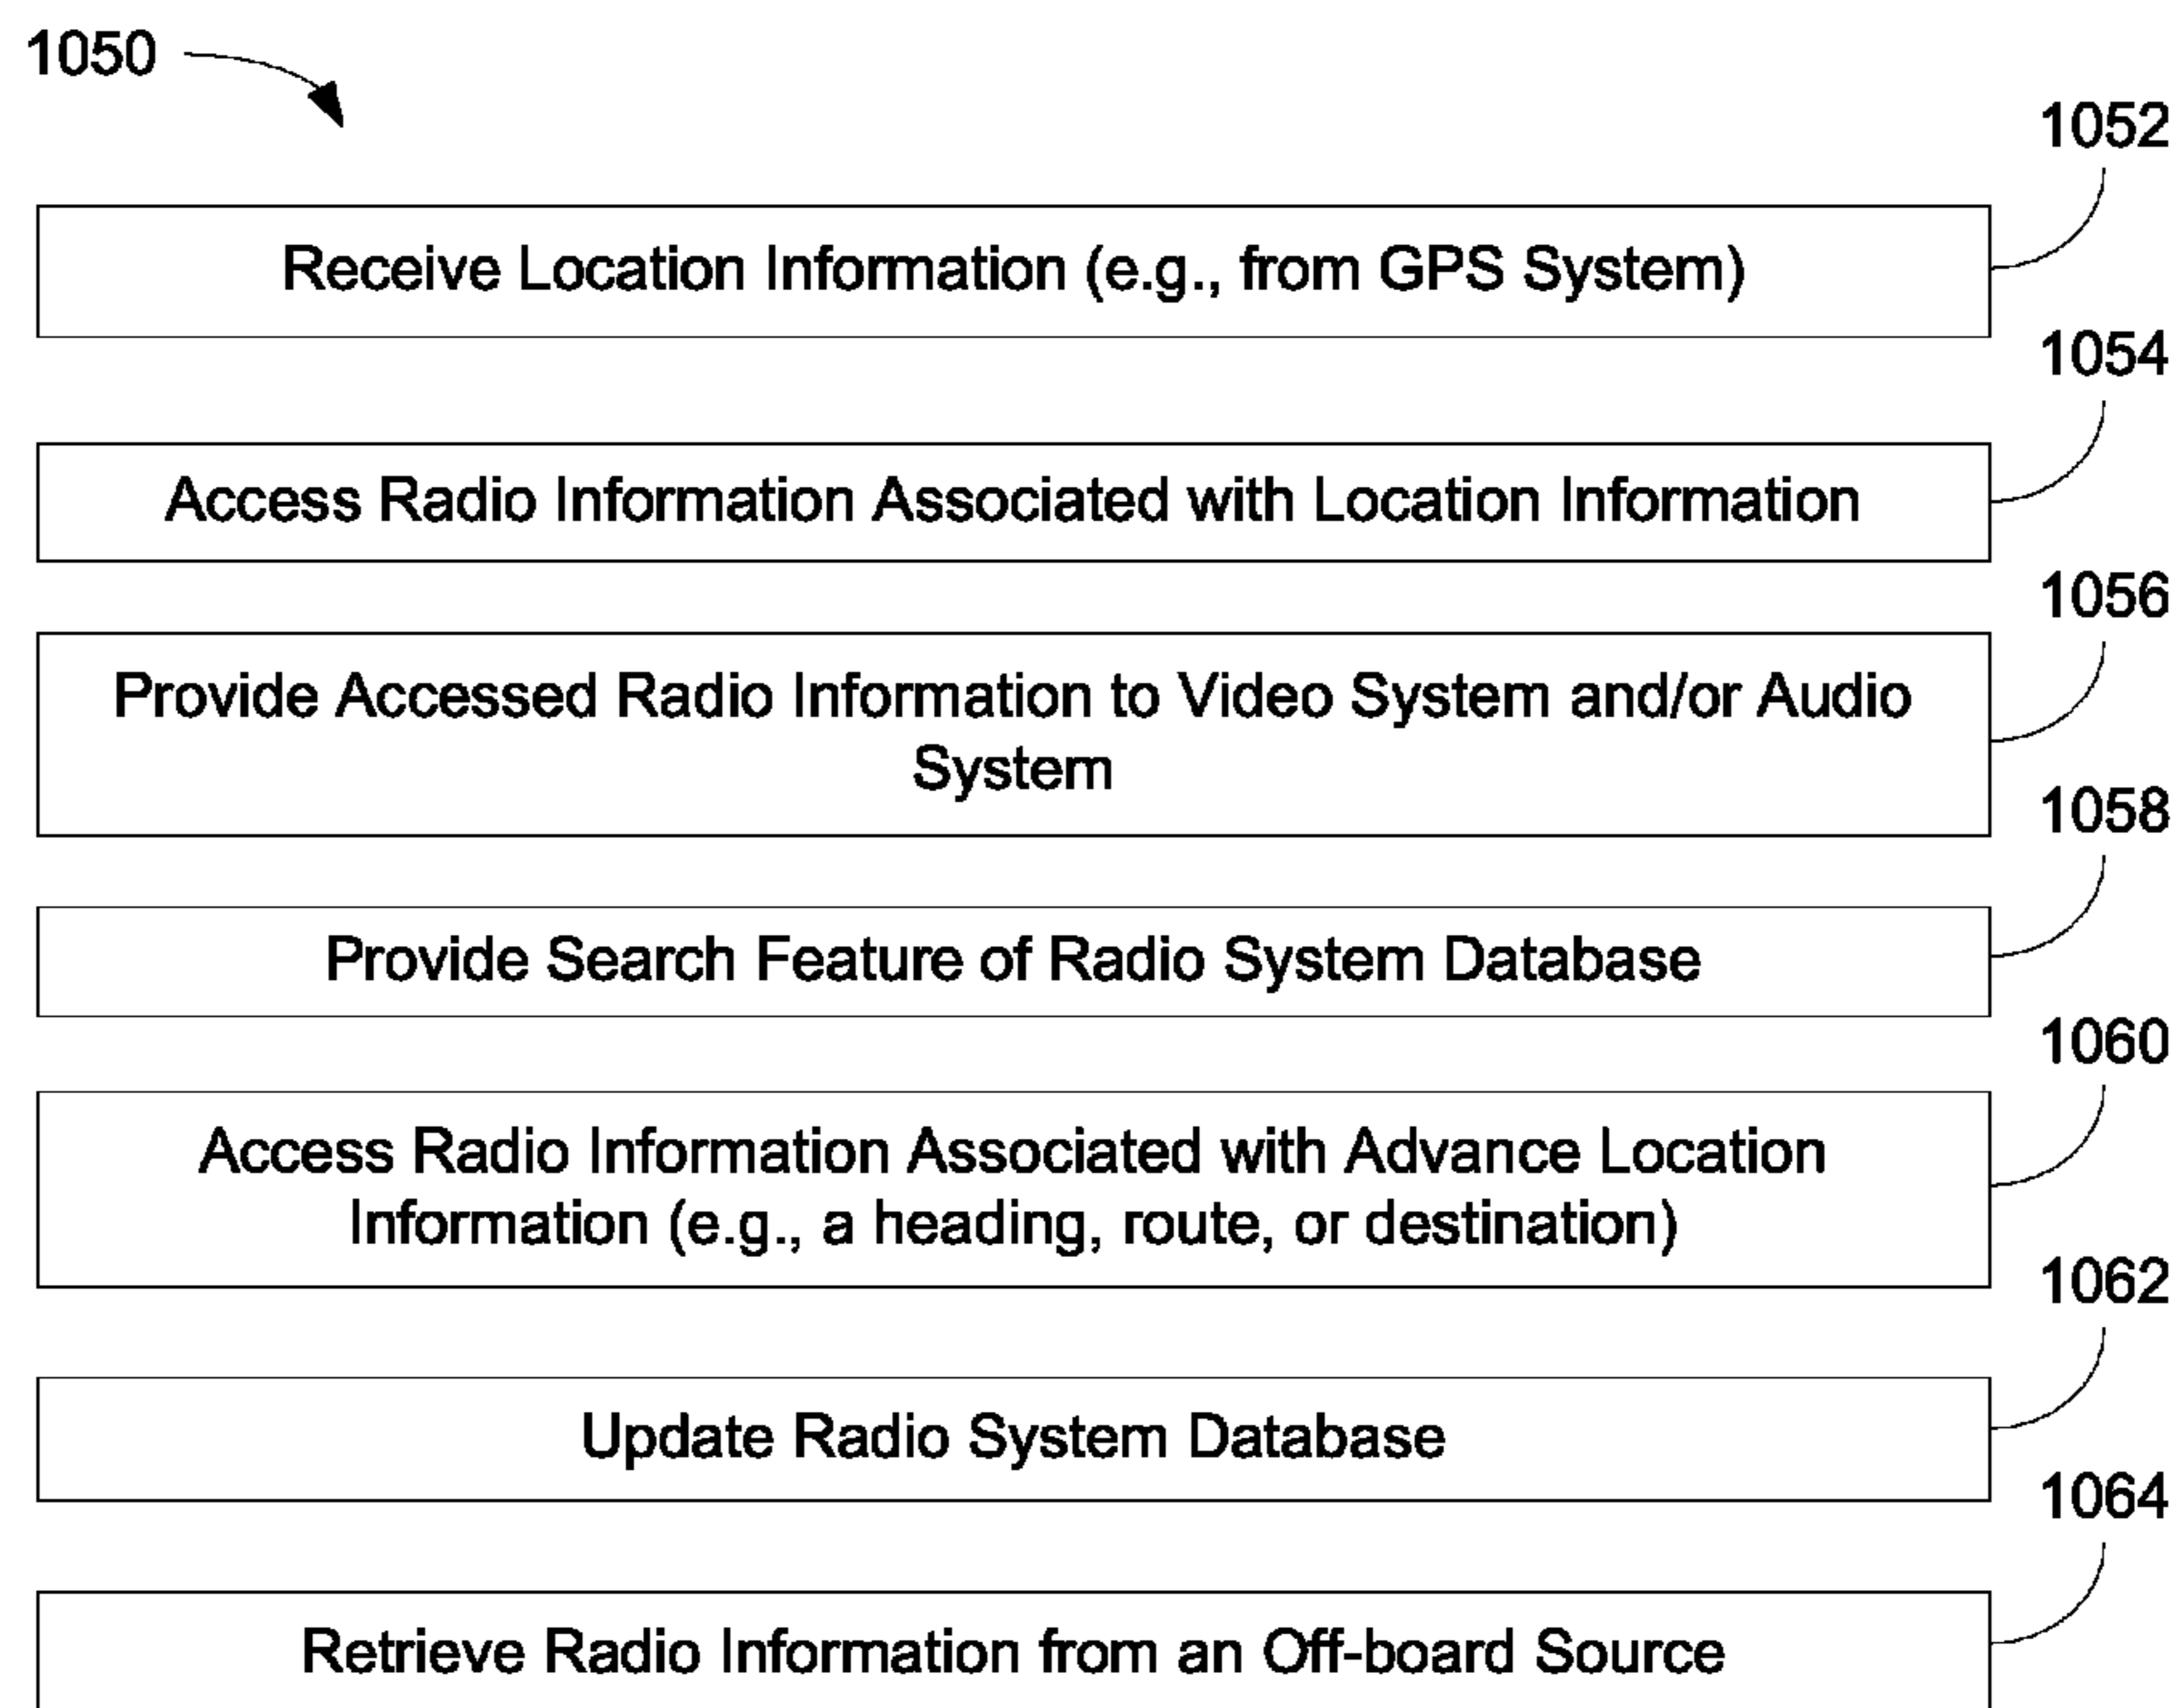 1050
1052
Receive Location Information (e.g., from GPS System)
1054
Access Radio Information Associated with Location Information
1056
Provide Accessed Radio Information to Video System and/or Audio
System
1058
Provide Search Feature of Radio System Database
1060
Access Radio Information Associated with Advance Location
Information (e.g., a heading, route, or destination)
1062
Update Radio System Database
1064
Retrieve Radio Information from an Off-board Source